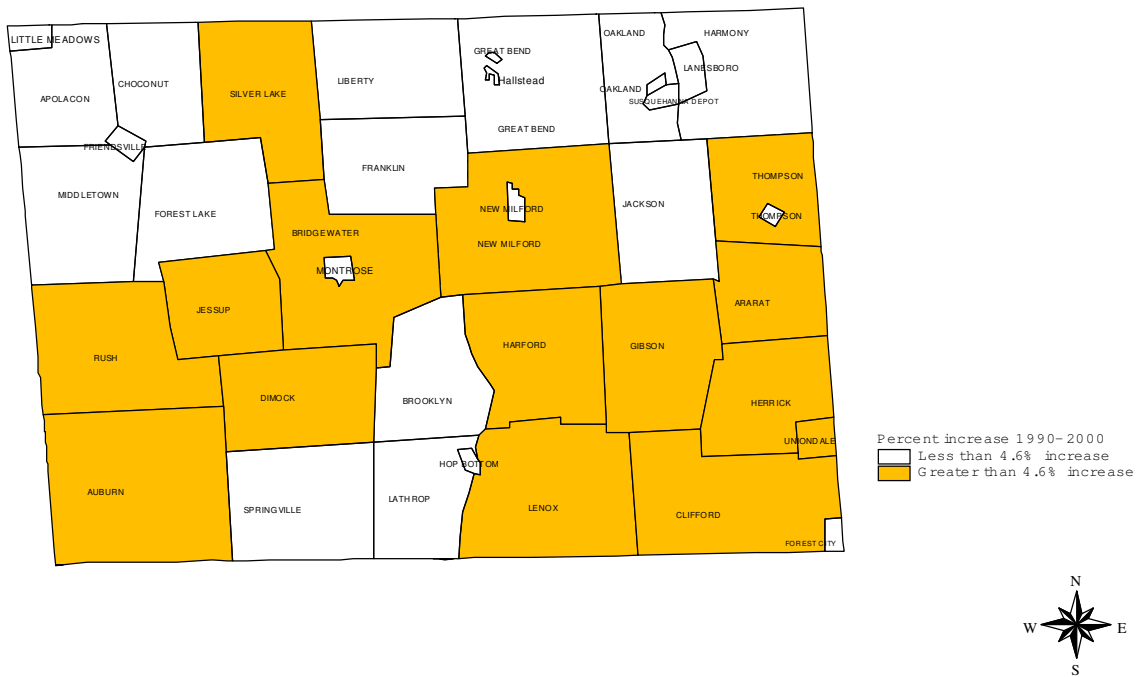 LITTLE MEADOWS
APOLACON
CHOCONUT
SILVER LAKE
LIBERTY
GREAT BEND
Hallstead
GREAT BEND
OAKLAND
HARMONY
LANESBORO
OAKLAND
SUSQUEHANNA DEPOT
FRIENDSVILLE
MIDDLETOWN
FOREST LAKE
FRANKLIN
BRIDGEWATER
MONTROSE
NEW MILFORD
NEW MILFORD
JACKSON
THOMPSON
THOMPSON
ARARAT
JESSUP
RUSH
DIMOCK
BROOKLYN
HARFORD
GIBSON
HERRICK
UNIONDALE
HOP BOTTOM
AUBURN
SPRINGVILLE
LATHROP
LENOX
CLIFFORD
FOREST CITY
Percent increase 1990-2000
Less than 4.6% increase
Greater than 4.6% increase
N
W
E
S